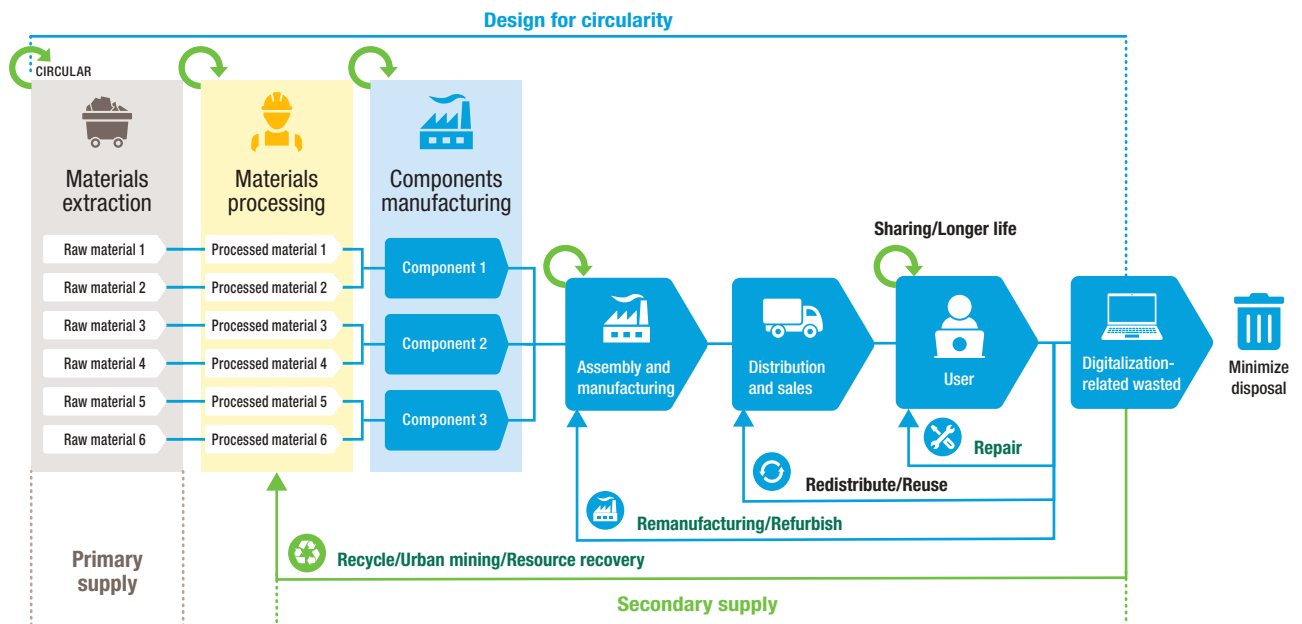 Design for circularity
CIRCULAR
Materials
extraction
Materials
processing
Components
manufacturing
Raw material 1
Processed material 1
Raw material 2
Processed material 2
Raw material 3
Processed material 3
Raw material 4
Processed material 4
Raw material 5
Processed material 5
Raw material 6
Processed material 6
Component 1
Component 2
Component 3
Sharing/Longer life
Assembly and
manufacturing
Distribution
and sales
User
Digitalization-
related wasted
Minimize
disposal
Repair
Redistribute/Reuse
Remanufacturing/Refurbish
Recycle/Urban mining/Resource recovery
Primary
supply
Secondary supply